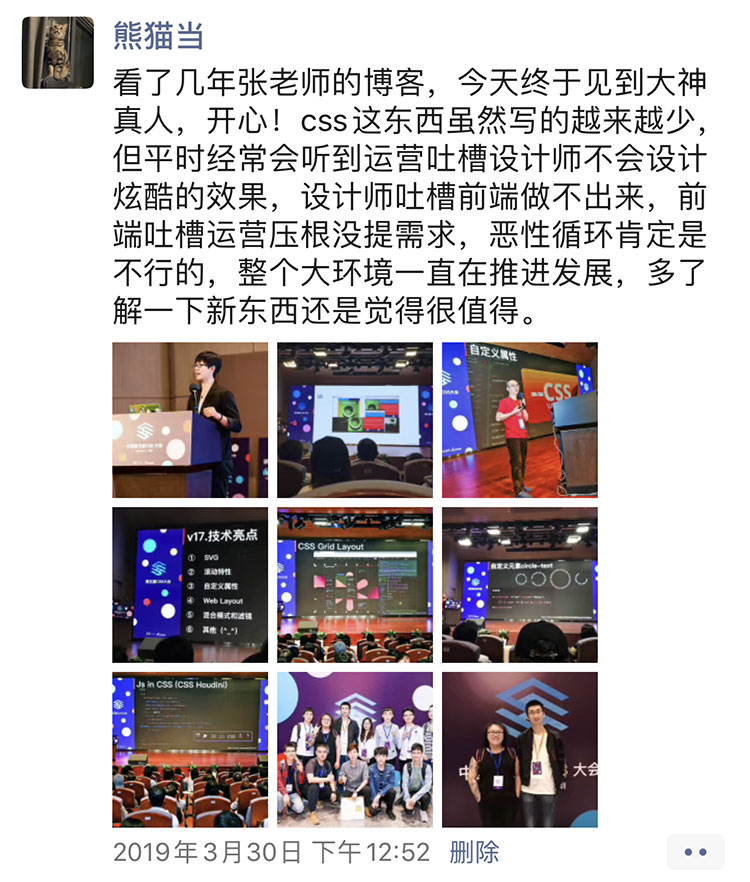 熊猫当
看了几年张老师的博客，今天终于见到大神
真人，开心！css这东西虽然写的越来越少，
但平时经常会听到运营吐槽设计师不会设计
炫酷的效果，设计师吐槽前端做不出来，前
端吐槽运营压根没提需求，恶性循环肯定是
不行的，整个大环境一直在推进发展，多了
解一下新东西还是觉得很值得。
自定义属性
CSS
v17.技术亮点
① SVG
② 滚动特性
③ 自定义属性
④ Web Layout
⑤ 混合模式和滤镜
⑥ 其他 (^_^)
CSS Grid Layout
自定义元素circle-text
Js in CSS (CSS Houdini)
中
大会
2019年3月30日 下午12:52 删除